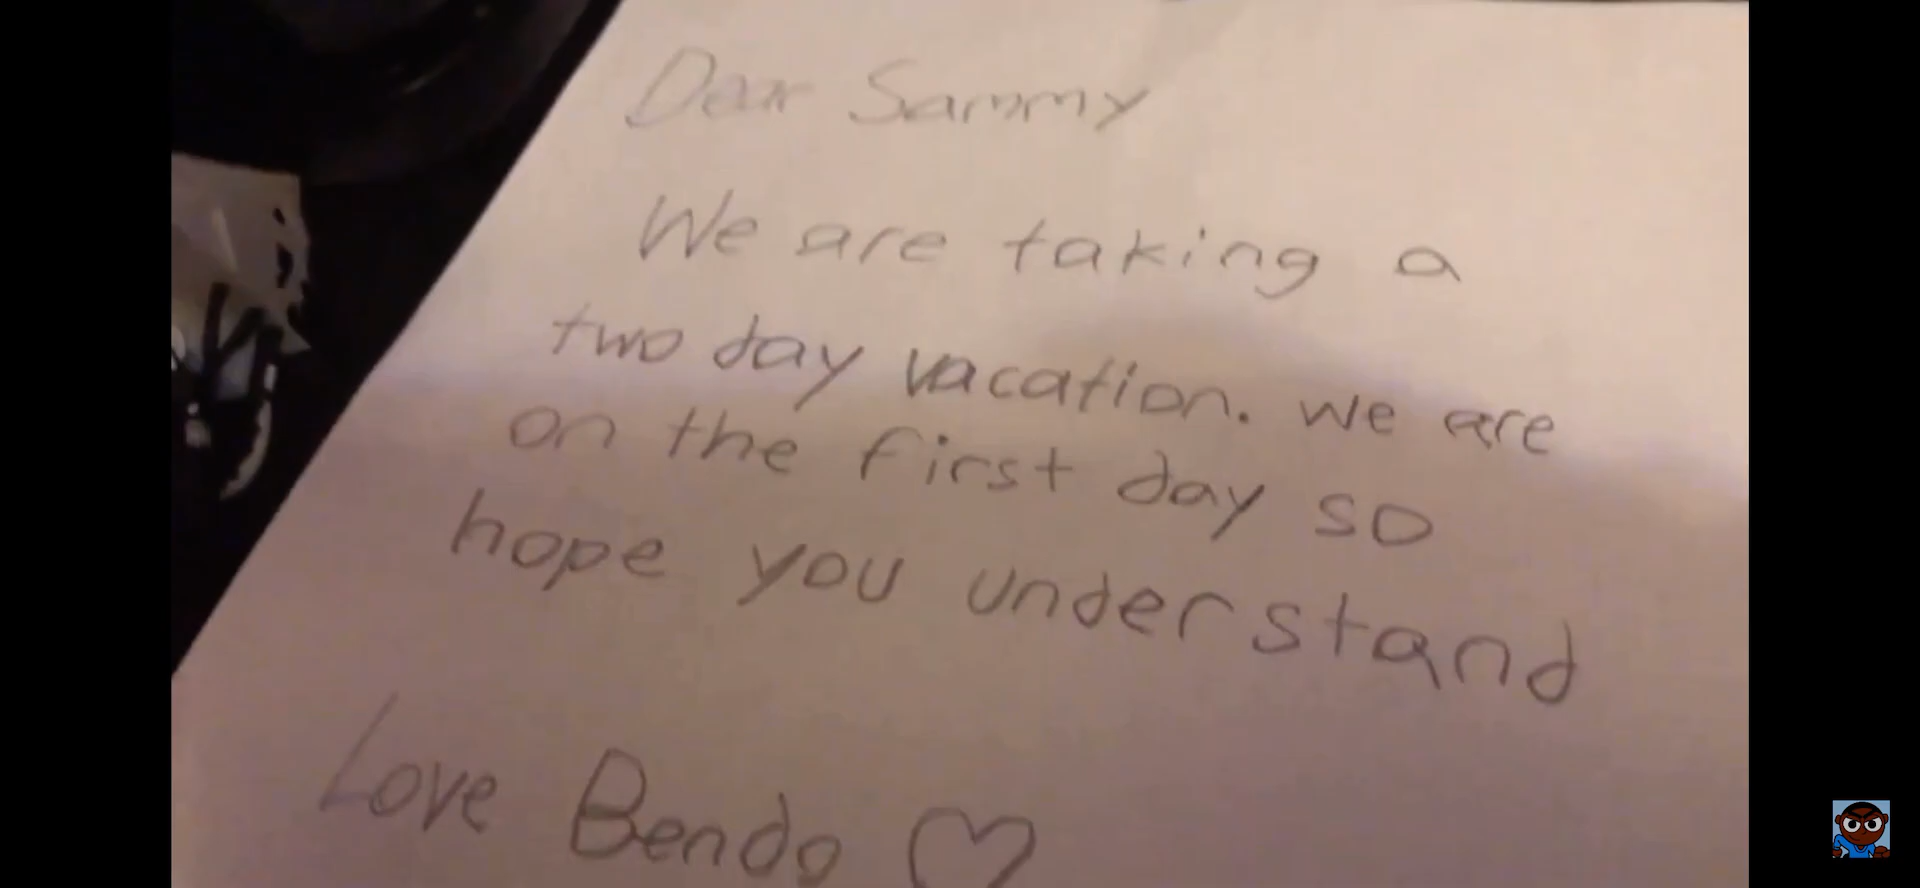 Dear Sammy
We are taking a
two day vacation. We are
on the first day so
hope you understand
Love Bendo ♡